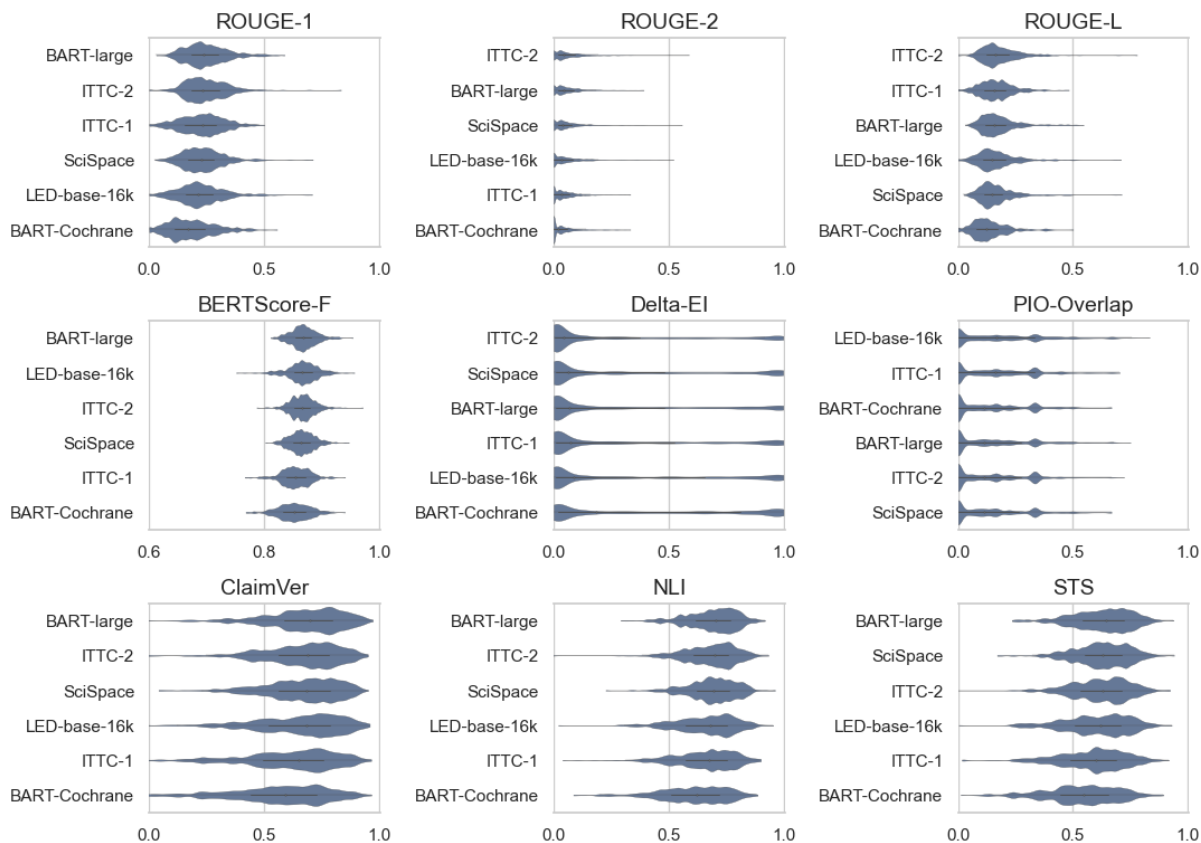 ROUGE-1
BART-large
ITTC-2
ITTC-1
SciSpace
LED-base-16k
BART-Cochrane
0.0 0.5 1.0
ROUGE-2
ITTC-2
BART-large
SciSpace
LED-base-16k
ITTC-1
BART-Cochrane
0.0 0.5 1.0
ROUGE-L
ITTC-2
ITTC-1
BART-large
LED-base-16k
SciSpace
BART-Cochrane
0.0 0.5 1.0
BERTScore-F
BART-large
LED-base-16k
ITTC-2
SciSpace
ITTC-1
BART-Cochrane
0.6 0.8 1.0
Delta-EI
ITTC-2
SciSpace
BART-large
ITTC-1
LED-base-16k
BART-Cochrane
0.0 0.5 1.0
PIO-Overlap
LED-base-16k
ITTC-1
BART-Cochrane
BART-large
ITTC-2
SciSpace
0.0 0.5 1.0
ClaimVer
BART-large
ITTC-2
SciSpace
LED-base-16k
ITTC-1
BART-Cochrane
0.0 0.5 1.0
NLI
BART-large
ITTC-2
SciSpace
LED-base-16k
ITTC-1
BART-Cochrane
0.0 0.5 1.0
STS
BART-large
SciSpace
ITTC-2
LED-base-16k
ITTC-1
BART-Cochrane
0.0 0.5 1.0